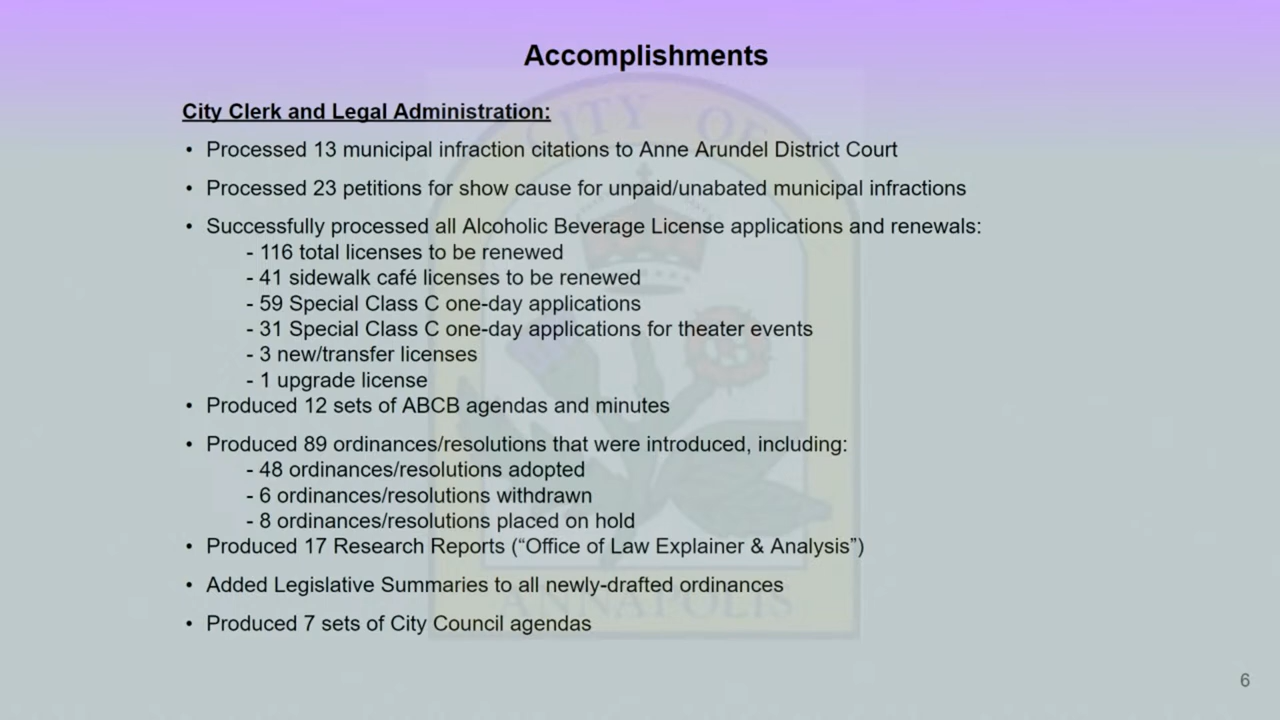 Accomplishments
City Clerk and Legal Administration:
• Processed 13 municipal infraction citations to Anne Arundel District Court
• Processed 23 petitions for show cause for unpaid/unabated municipal infractions
• Successfully processed all Alcoholic Beverage License applications and renewals:
- 116 total licenses to be renewed
- 41 sidewalk café licenses to be renewed
- 59 Special Class C one-day applications
- 31 Special Class C one-day applications for theater events
- 3 new/transfer licenses
- 1 upgrade license
• Produced 12 sets of ABCB agendas and minutes
• Produced 89 ordinances/resolutions that were introduced, including:
- 48 ordinances/resolutions adopted
- 6 ordinances/resolutions withdrawn
- 8 ordinances/resolutions placed on hold
• Produced 17 Research Reports (“Office of Law Explainer & Analysis”)
• Added Legislative Summaries to all newly-drafted ordinances
• Produced 7 sets of City Council agendas
CITY OF
ANNAPOLIS
6